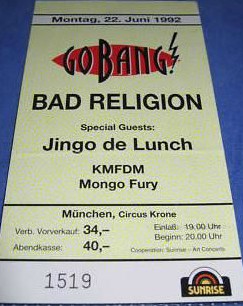 Montag, 22. Juni 1992
GO BANG!
BAD RELIGION
Special Guests:
Jingo de Lunch
KMFDM
Mongo Fury
München, Circus Krone
Verb. Vorverkauf: 34,–
Einlaß: 19.00 Uhr
Abendkasse: 40,–
Beginn: 20.00 Uhr
Cooperation: Sunrise – Art Concerts
1519
SUNRISE